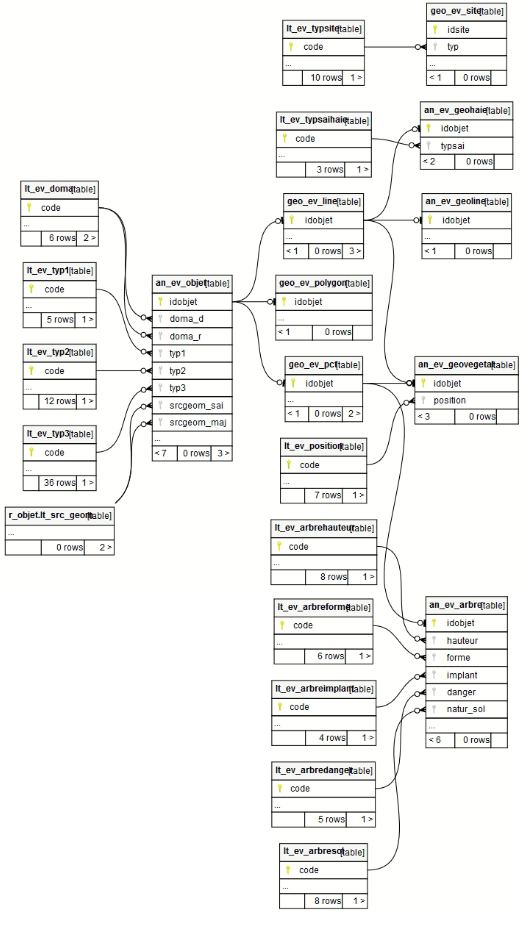 lt_ev_typsite [table]
code
...
10 rows 1 >
geo_ev_site [table]
idsite
typ
...
< 1 0 rows
lt_ev_typsaihaie [table]
code
...
3 rows 1 >
an_ev_geohaie [table]
idobjet
typsai
< 2 0 rows
lt_ev_doma [table]
code
...
6 rows 2 >
geo_ev_line [table]
idobjet
...
< 1 0 rows 3 >
an_ev_geoline [table]
idobjet
...
< 1 0 rows
lt_ev_typ1 [table]
code
...
5 rows 1 >
an_ev_objet [table]
idobjet
doma_d
doma_r
typ1
typ2
typ3
srcgeom_sai
srcgeom_maj
...
< 7 0 rows 3 >
geo_ev_polygon [table]
idobjet
...
< 1 0 rows
lt_ev_typ2 [table]
code
...
12 rows 1 >
geo_ev_pct [table]
idobjet
...
< 1 0 rows 2 >
an_ev_geovegetal [table]
idobjet
position
...
< 3 0 rows
lt_ev_typ3 [table]
code
...
36 rows 1 >
lt_ev_position [table]
code
...
7 rows 1 >
r_objet.lt_src_geom [table]
...
0 rows 2 >
lt_ev_arbrehauteur [table]
code
...
8 rows 1 >
lt_ev_arbreforme [table]
code
...
6 rows 1 >
an_ev_arbre [table]
idobjet
hauteur
forme
implant
danger
natur_sol
...
< 6 0 rows
lt_ev_arbreimplant [table]
code
...
4 rows 1 >
lt_ev_arbredanger [table]
code
...
5 rows 1 >
lt_ev_arbresol [table]
code
...
8 rows 1 >